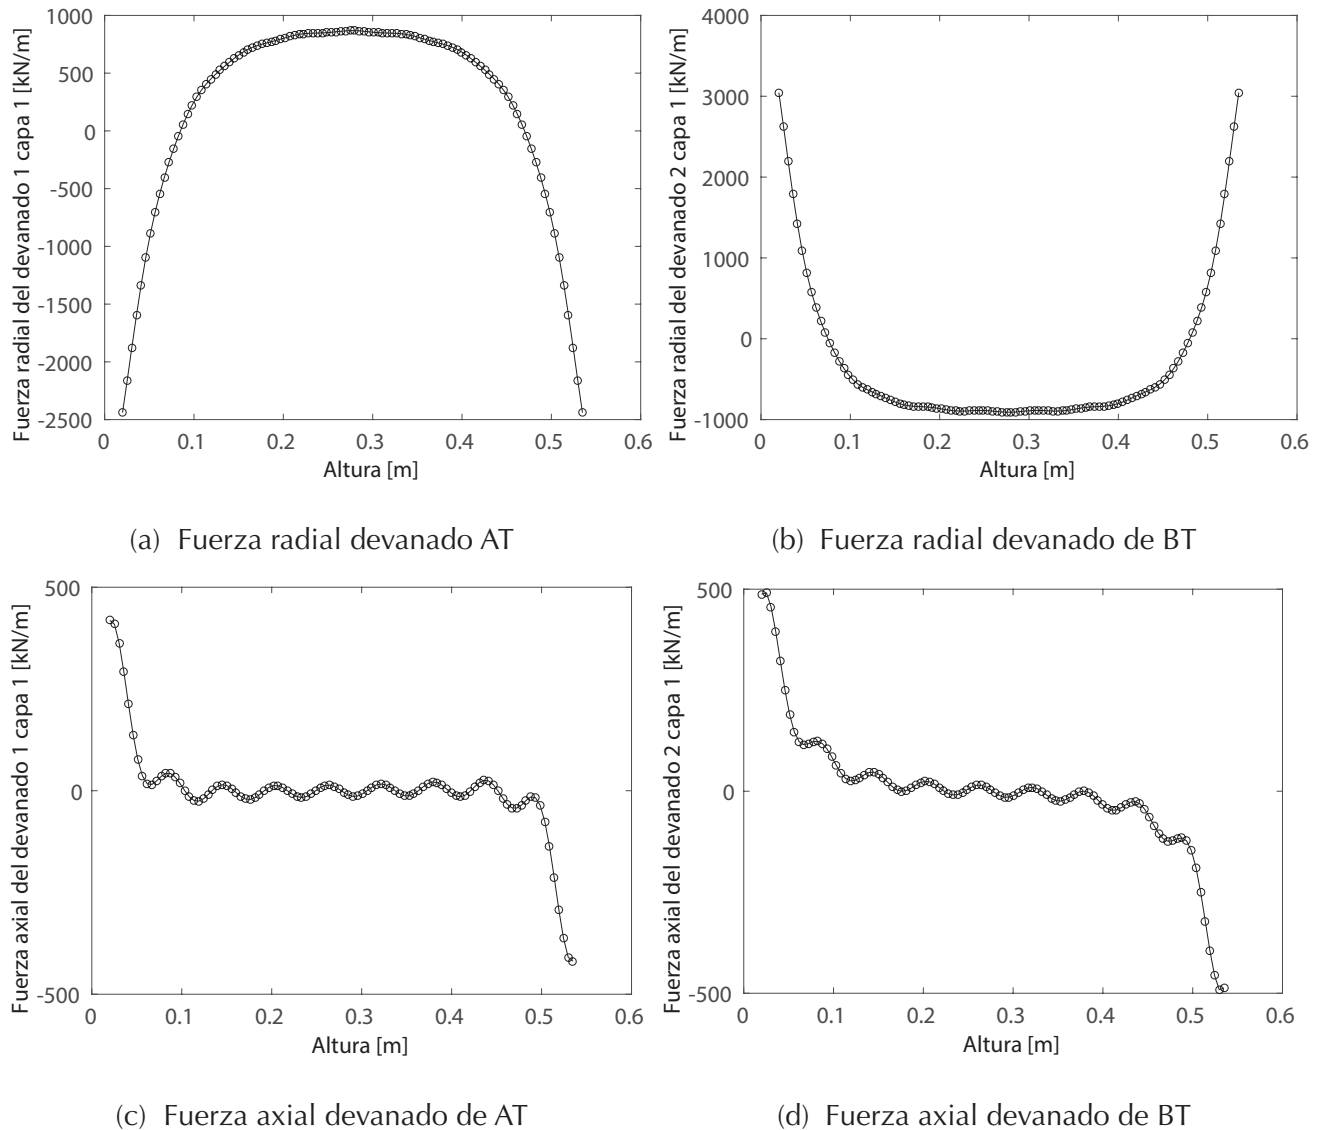 Fuerza radial del devanado 1 capa 1 [kN/m]
1000
500
0
-500
-1000
-1500
-2000
-2500
0 0.1 0.2 0.3 0.4 0.5 0.6
Altura [m]
(a) Fuerza radial devanado AT
Fuerza radial del devanado 2 capa 1 [kN/m]
4000
3000
2000
1000
0
-1000
0 0.1 0.2 0.3 0.4 0.5 0.6
Altura [m]
(b) Fuerza radial devanado de BT
Fuerza axial del devanado 1 capa 1 [kN/m]
500
0
-500
0 0.1 0.2 0.3 0.4 0.5 0.6
Altura [m]
(c) Fuerza axial devanado de AT
Fuerza axial del devanado 2 capa 1 [kN/m]
500
0
-500
0 0.1 0.2 0.3 0.4 0.5 0.6
Altura [m]
(d) Fuerza axial devanado de BT